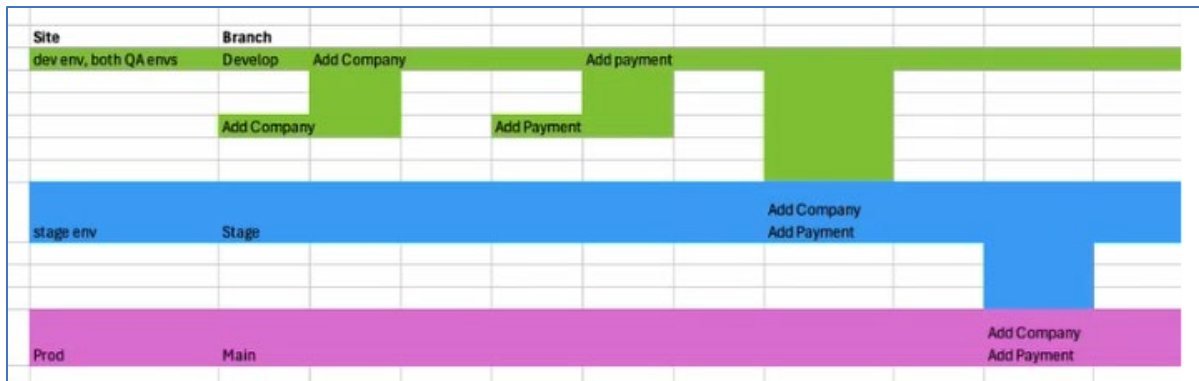 Site Branch
dev env, both QA envs Develop Add Company Add payment
Add Company Add Payment
Add Company
stage env Stage Add Payment
Add Company
Prod Main Add Payment